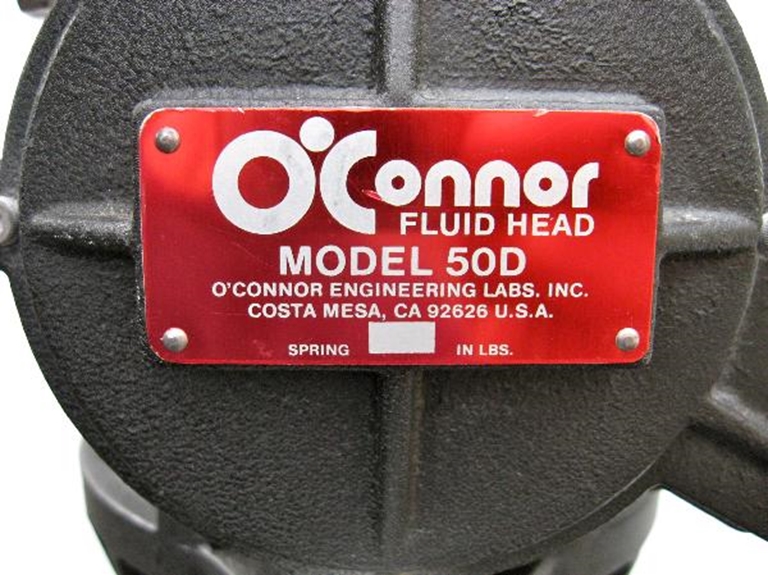 O'Connor
FLUID HEAD
MODEL 50D
O'CONNOR ENGINEERING LABS. INC.
COSTA MESA, CA 92626 U.S.A.
SPRING IN LBS.